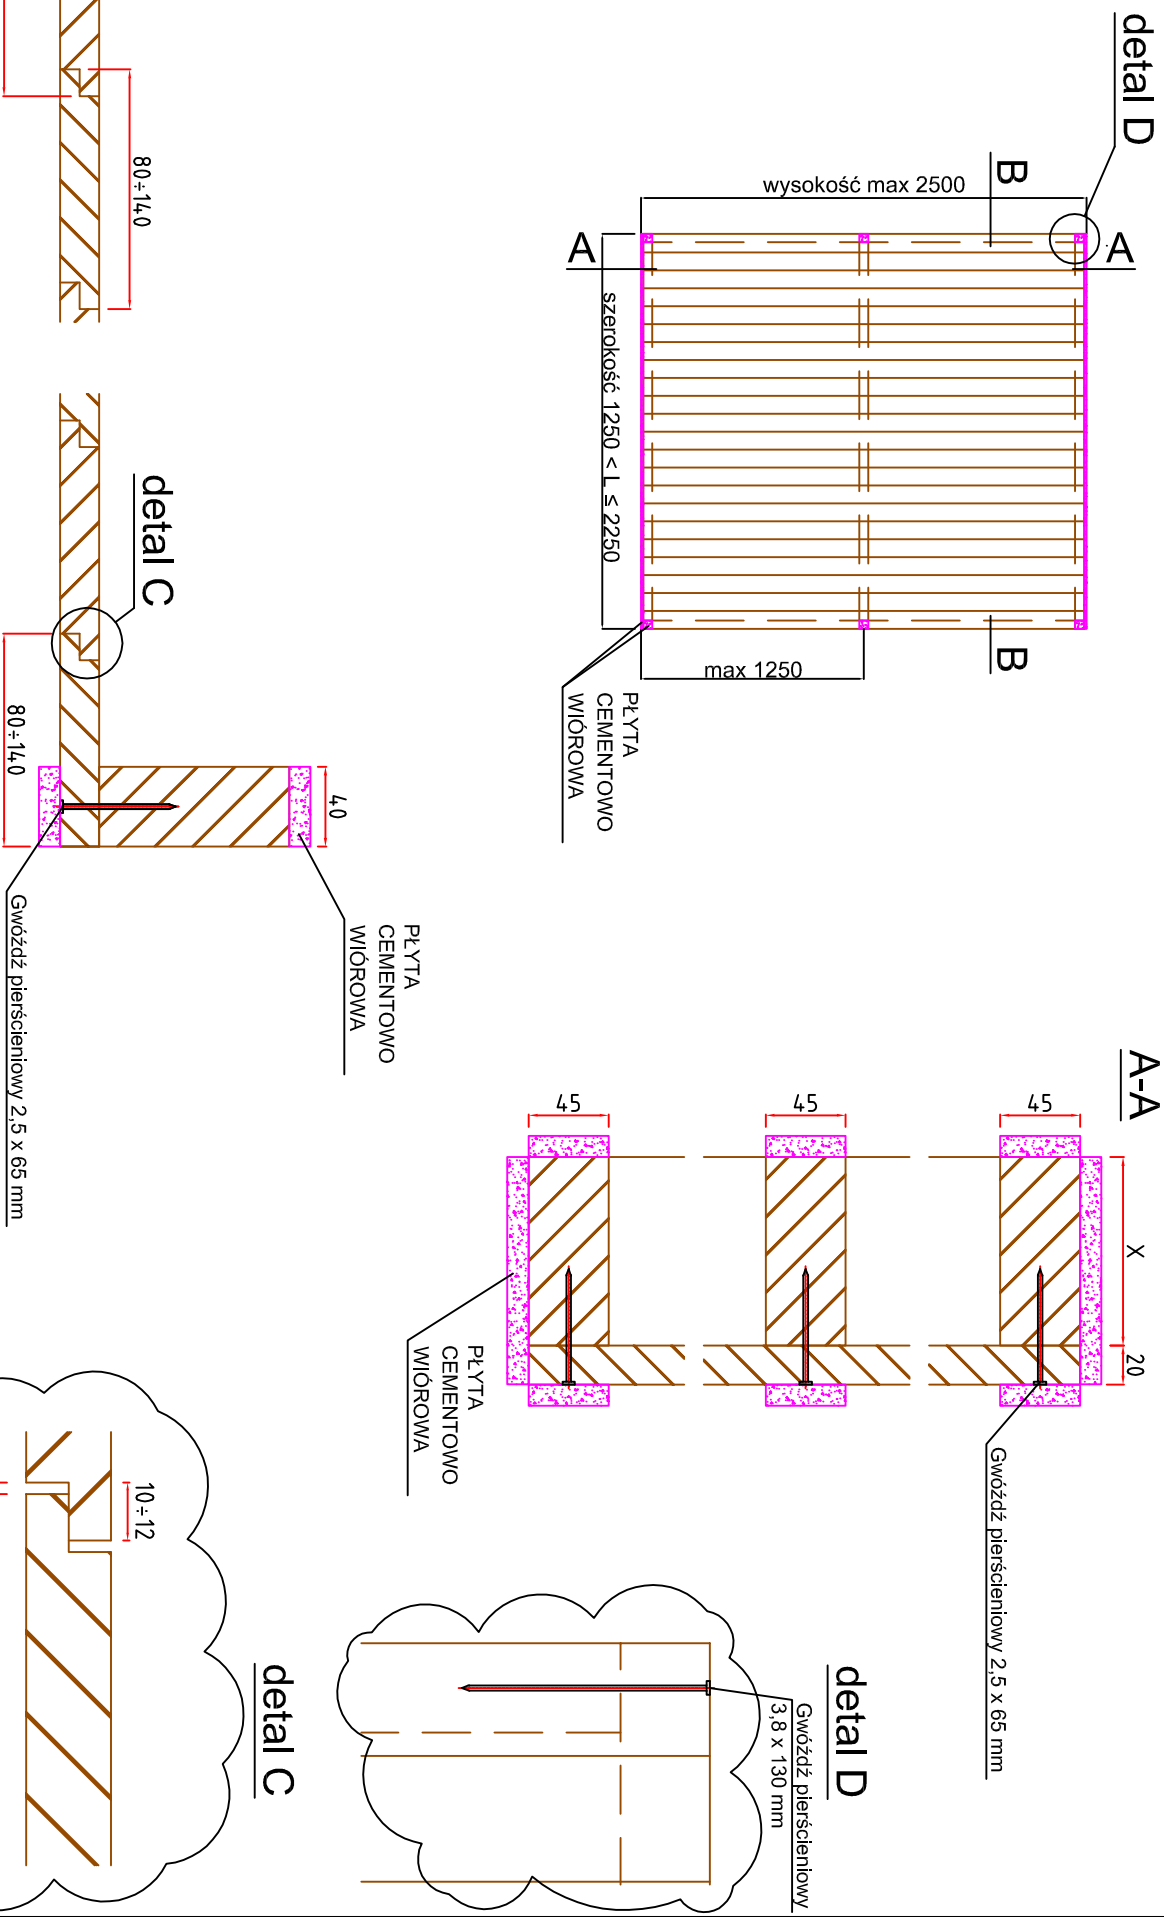 detal D
B
wysokość max 2500
A
A
szerokość 1250 < L ≤ 2250
B
max 1250
PŁYTA
CEMENTOWO
WIÓROWA
80÷140
detal C
80÷140
40
PŁYTA
CEMENTOWO
WIÓROWA
Gwóźdź pierścieniowy 2,5 x 65 mm
A-A
45
45
45
X
20
PŁYTA
CEMENTOWO
WIÓROWA
Gwóźdź pierścieniowy 2,5 x 65 mm
detal D
Gwóźdź pierścieniowy
3,8 x 130 mm
detal C
10÷12